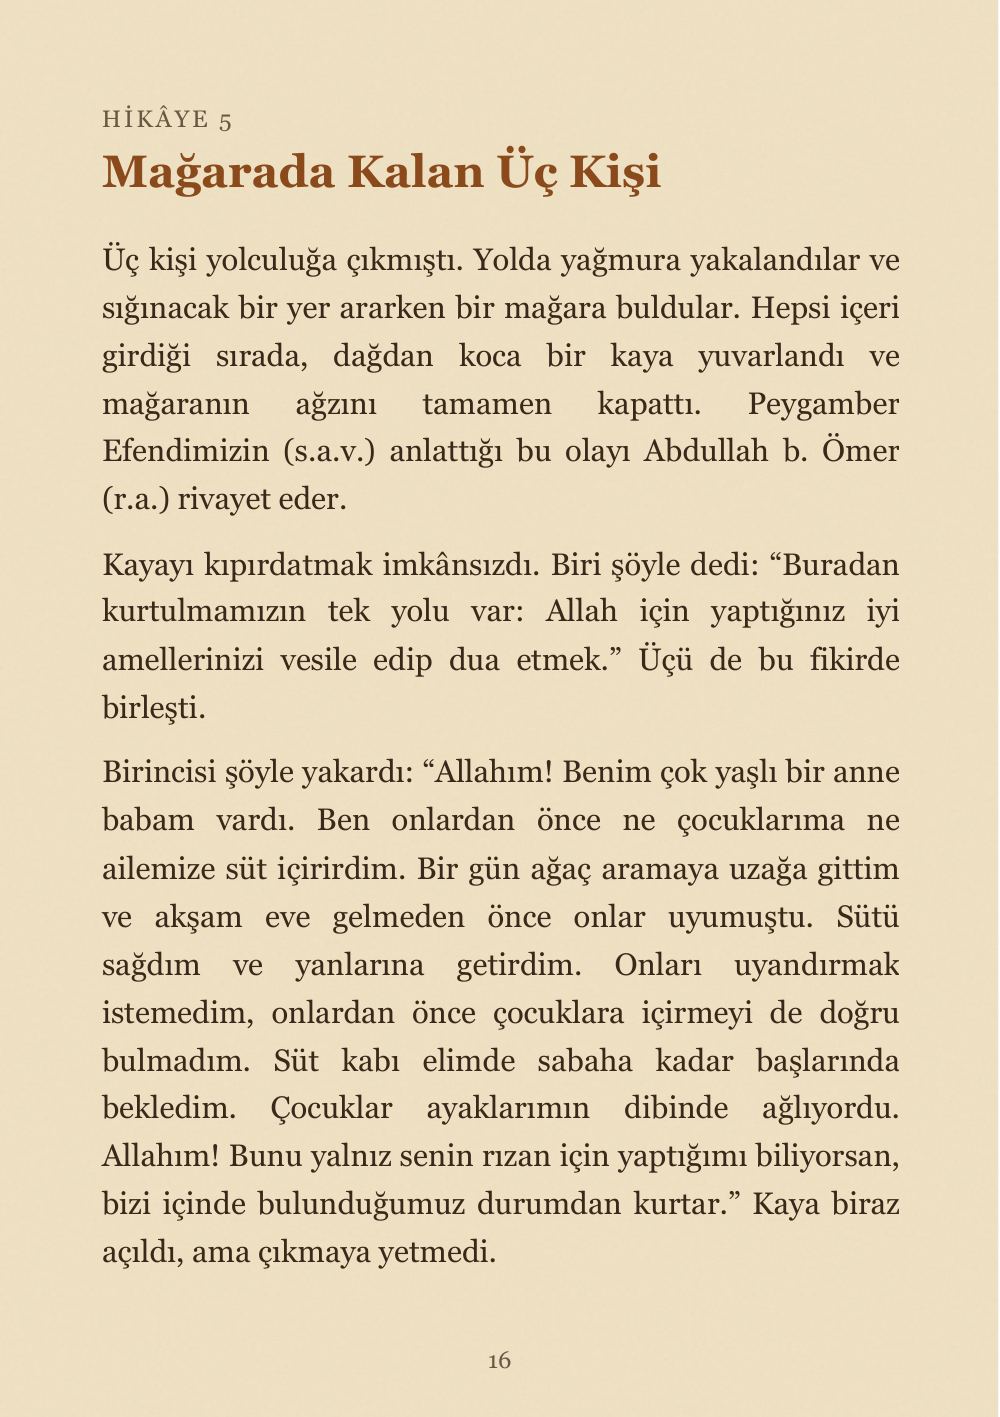 HİKÂYE 5
Mağarada Kalan Üç Kişi
Üç kişi yolculuğa çıkmıştı. Yolda yağmura yakalandılar ve
sığınacak bir yer ararken bir mağara buldular. Hepsi içeri
girdiği sırada, dağdan koca bir kaya yuvarlandı ve
mağaranın ağzını tamamen kapattı. Peygamber
Efendimizin (s.a.v.) anlattığı bu olayı Abdullah b. Ömer
(r.a.) rivayet eder.
Kayayı kıpırdatmak imkânsızdı. Biri şöyle dedi: “Buradan
kurtulmamızın tek yolu var: Allah için yaptığınız iyi
amellerinizi vesile edip dua etmek.” Üçü de bu fikirde
birleşti.
Birincisi şöyle yakardı: “Allahım! Benim çok yaşlı bir anne
babam vardı. Ben onlardan önce ne çocuklarıma ne
ailemize süt içirirdim. Bir gün ağaç aramaya uzağa gittim
ve akşam eve gelmeden önce onlar uyumuştu. Sütü
sağdım ve yanlarına getirdim. Onları uyandırmak
istemedim, onlardan önce çocuklara içirmeyi de doğru
bulmadım. Süt kabı elimde sabaha kadar başlarında
bekledim. Çocuklar ayaklarımın dibinde ağlıyordu.
Allahım! Bunu yalnız senin rızan için yaptığımı biliyorsan,
bizi içinde bulunduğumuz durumdan kurtar.” Kaya biraz
açıldı, ama çıkmaya yetmedi.
16